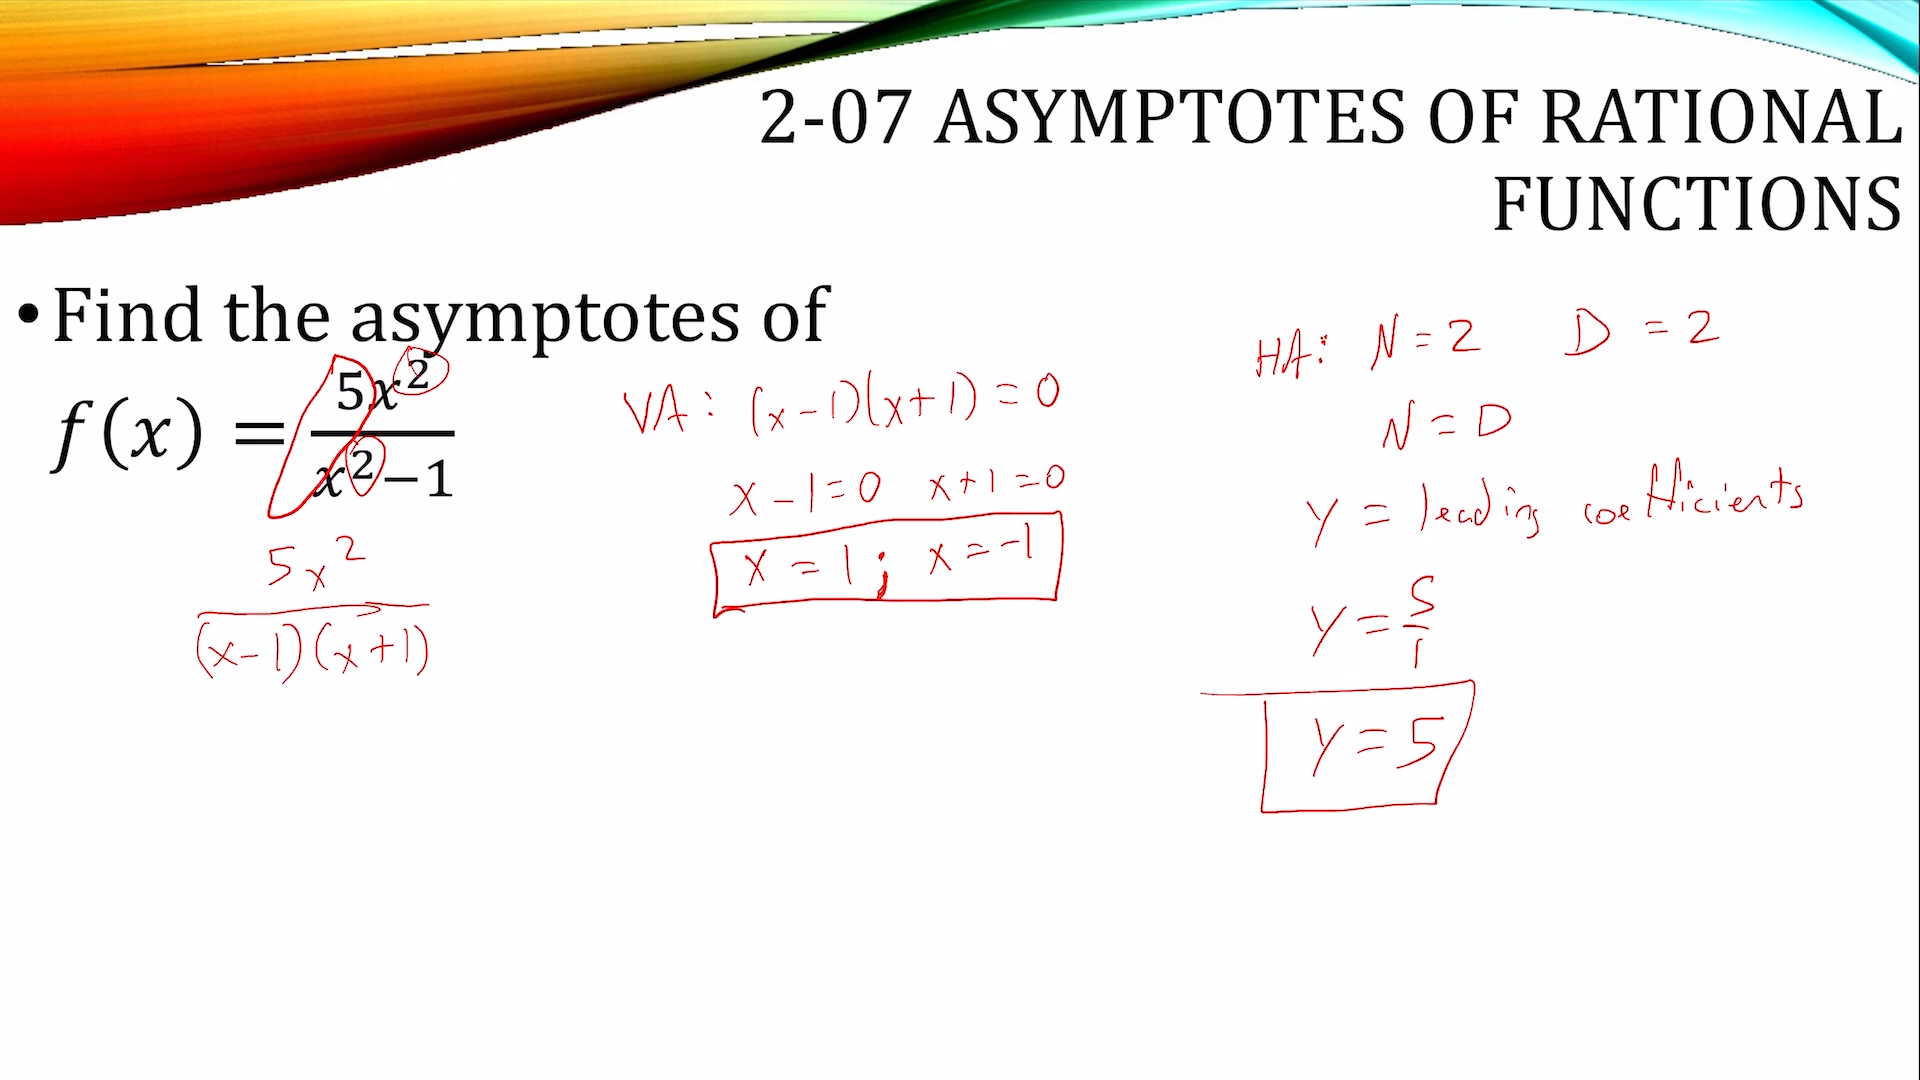 2-07 ASYMPTOTES OF RATIONAL
FUNCTIONS
• Find the asymptotes of
f(x) = 5x²/x²−1
5x²
(x-1)(x+1)
VA: (x-1)(x+1) = 0
x-1=0 x+1=0
x = 1; x=-1
HA: N=2 D=2
N=D
y = leading coefficients
y = 5/1
y = 5